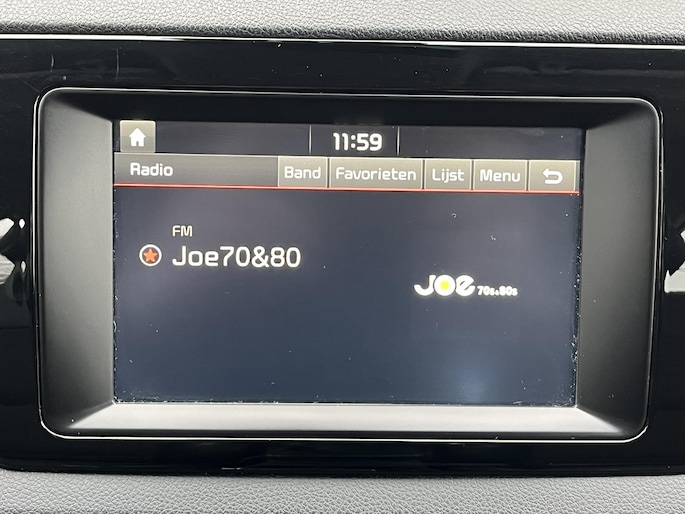 11:59
Radio Band Favorieten Lijst Menu
FM
Joe70&80
JOE 70s&80s